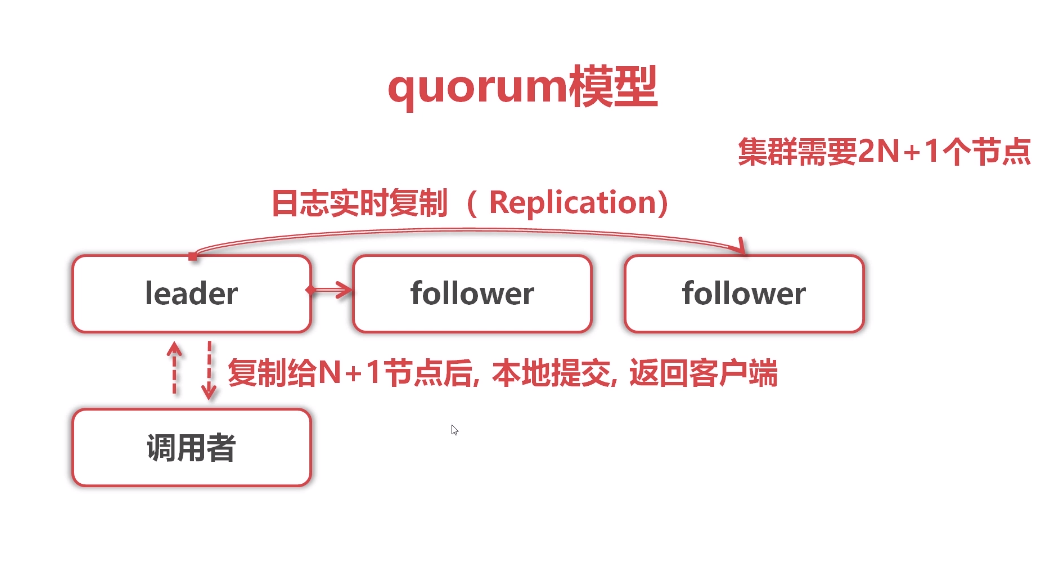 quorum模型
集群需要2N+1个节点
日志实时复制 ( Replication)
leader
follower
follower
复制给N+1节点后, 本地提交, 返回客户端
调用者